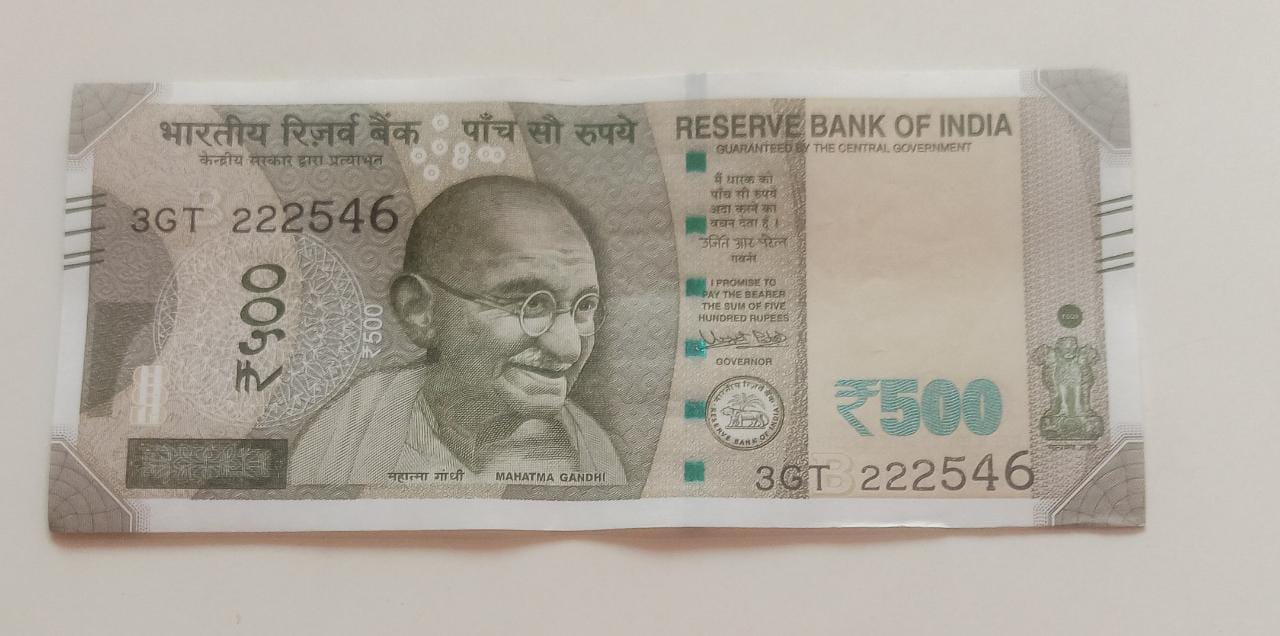 भारतीय रिज़र्व बैंक पाँच सौ रुपये RESERVE BANK OF INDIA
केन्द्रीय सरकार द्वारा प्रत्याभूत GUARANTEED BY THE CENTRAL GOVERNMENT
3GT 222546
₹५००
₹500
मैं धारक को
पाँच सौ रुपये
अदा करने का
वचन देता हूँ ।
उर्जित आर पटेल
गवर्नर
I PROMISE TO
PAY THE BEARER
THE SUM OF FIVE
HUNDRED RUPEES
GOVERNOR
भारतीय रिज़र्व बैंक
RESERVE BANK OF INDIA
₹500
महात्मा गांधी MAHATMA GANDHI
3GT 222546